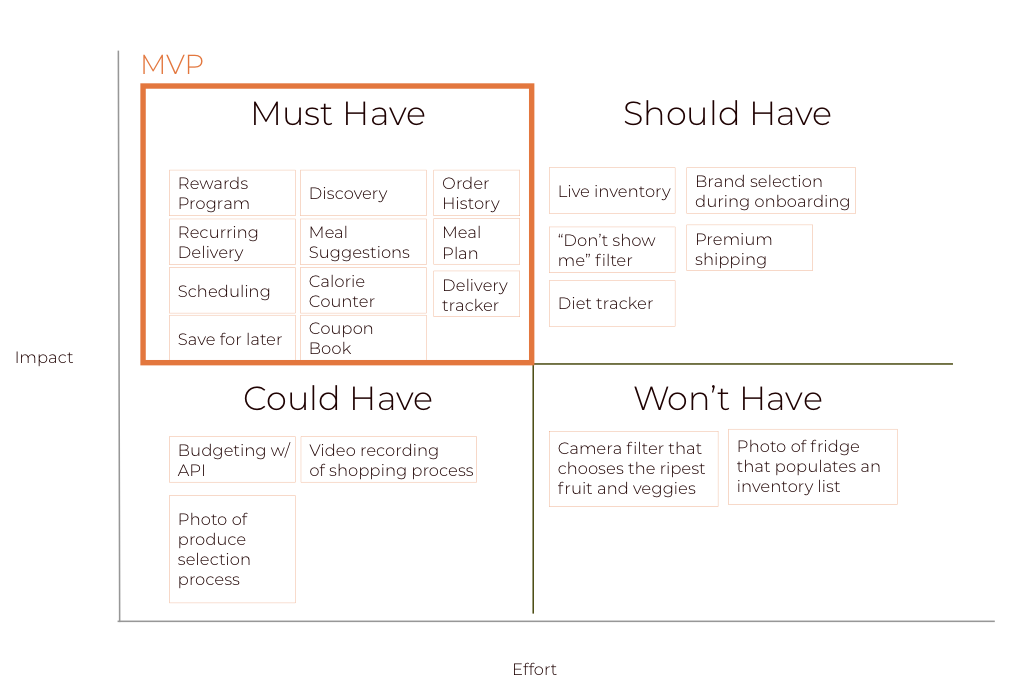 MVP
Must Have
Rewards
Program
Discovery
Order
History
Recurring
Delivery
Meal
Suggestions
Meal
Plan
Scheduling
Calorie
Counter
Delivery
tracker
Save for later
Coupon
Book
Should Have
Live inventory
Brand selection
during onboarding
“Don’t show
me” filter
Premium
shipping
Diet tracker
Impact
Could Have
Budgeting w/
API
Video recording
of shopping process
Photo of
produce
selection
process
Won’t Have
Camera filter that
chooses the ripest
fruit and veggies
Photo of fridge
that populates an
inventory list
Effort